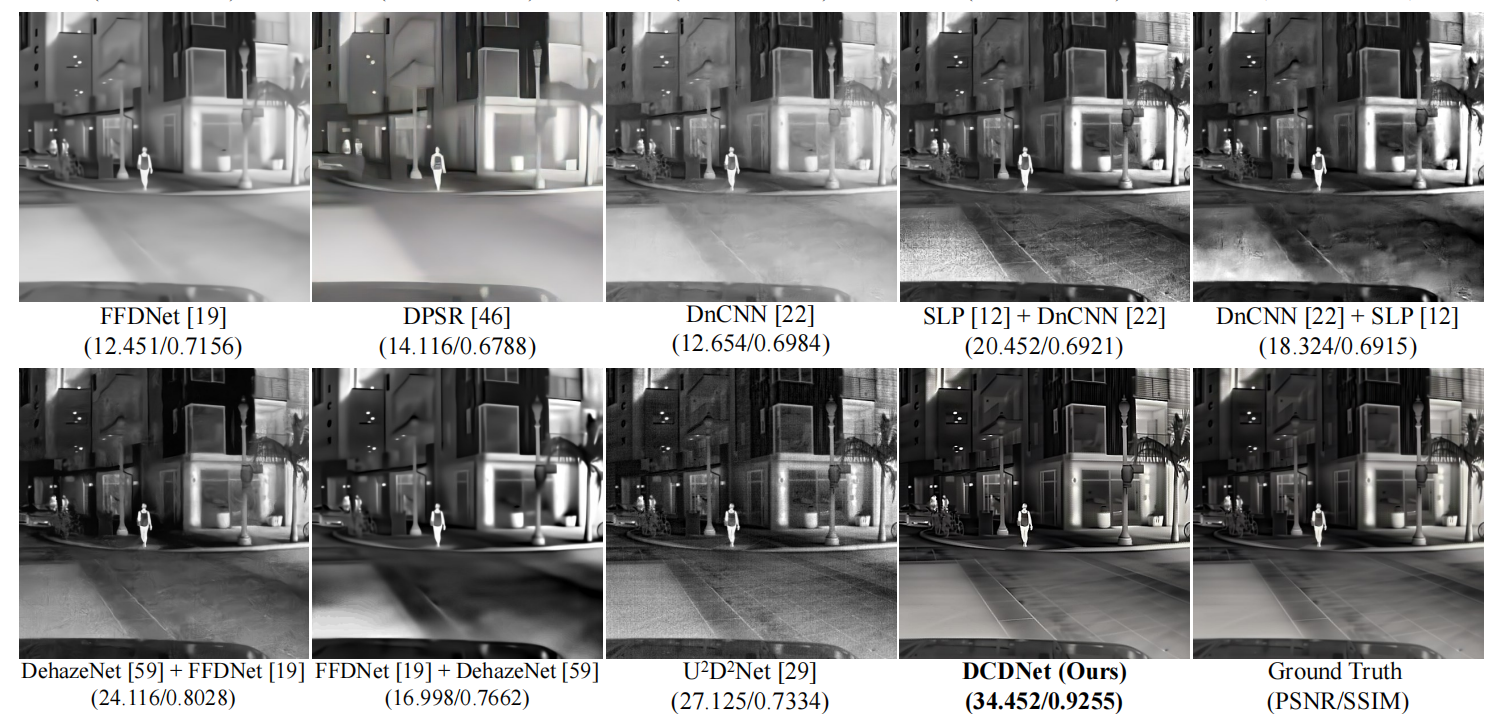 FFDNet [19]
(12.451/0.7156)
DPSR [46]
(14.116/0.6788)
DnCNN [22]
(12.654/0.6984)
SLP [12] + DnCNN [22]
(20.452/0.6921)
DnCNN [22] + SLP [12]
(18.324/0.6915)
DehazeNet [59] + FFDNet [19]
(24.116/0.8028)
FFDNet [19] + DehazeNet [59]
(16.998/0.7662)
U²D²Net [29]
(27.125/0.7334)
DCDNet (Ours)
(34.452/0.9255)
Ground Truth
(PSNR/SSIM)